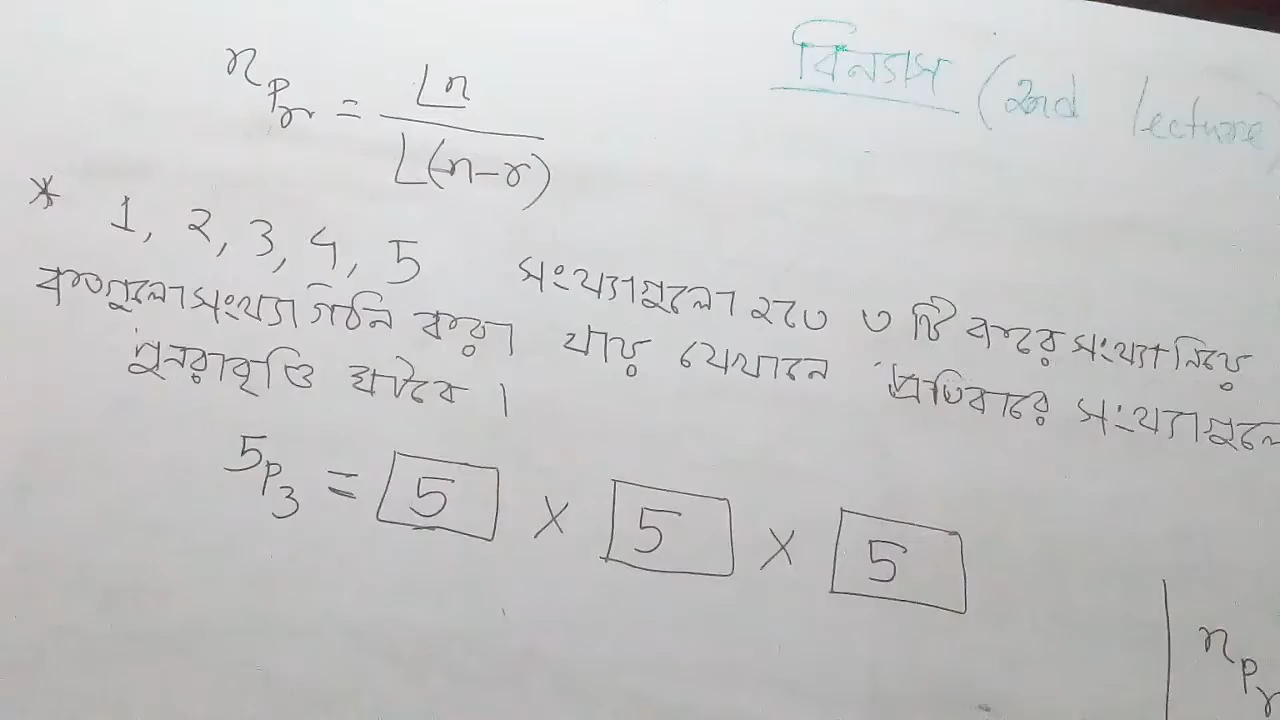 বিন্যাস (2nd lecture)
nPr = Ln / L(n-r)
* 1, 2, 3, 4, 5 সংখ্যাগুলো হতে ৩ টি করে সংখ্যা নিয়ে
কতগুলো সংখ্যা গঠন করা যায় যেখানে প্রতিবারে সংখ্যাগুলো
পুনরাবৃত্তি ঘটবে।
5P3 = 5 × 5 × 5
nPr